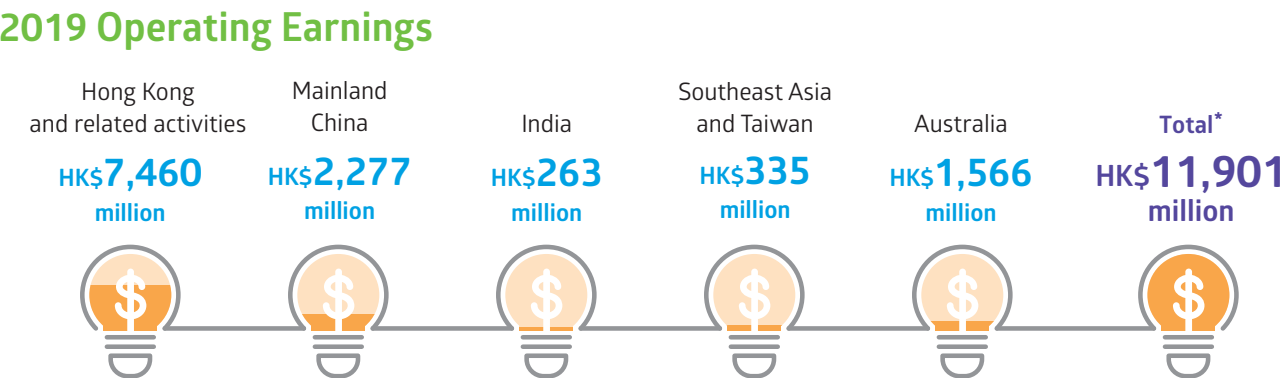 2019 Operating Earnings
Hong Kong
and related activities
HK$7,460
million
Mainland
China
HK$2,277
million
India
HK$263
million
Southeast Asia
and Taiwan
HK$335
million
Australia
HK$1,566
million
Total*
HK$11,901
million
$
$
$
$
$
$